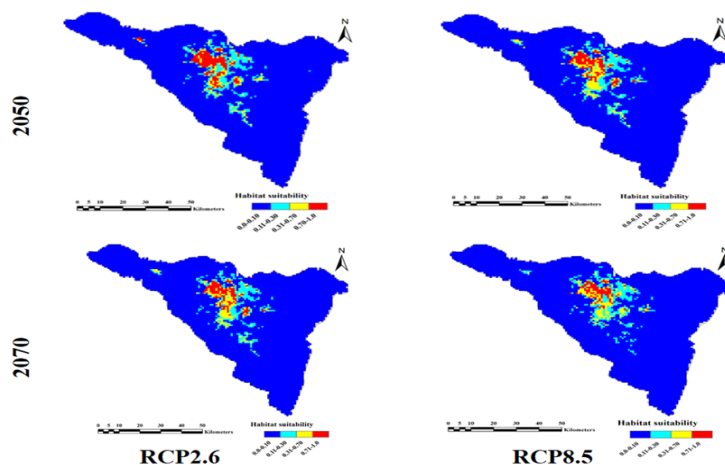 N
N
2050
Habitat suitability
Habitat suitability
0 5 10 20 30 40 50
Kilometers
0.0-0.10
0.11-0.30
0.31-0.70
0.70-1.0
0 5 10 20 30 40 50
Kilometers
0.0-0.10
0.11-0.30
0.31-0.70
0.71-1.0
N
N
2070
Habitat suitability
Habitat suitability
0 5 10 20 30 40 50
Kilometers
0.0-0.10
0.11-0.30
0.31-0.70
0.71-1.0
0 5 10 20 30 40 50
Kilometers
0.0-0.10
0.11-0.30
0.31-0.70
0.71-1.0
RCP2.6
RCP8.5